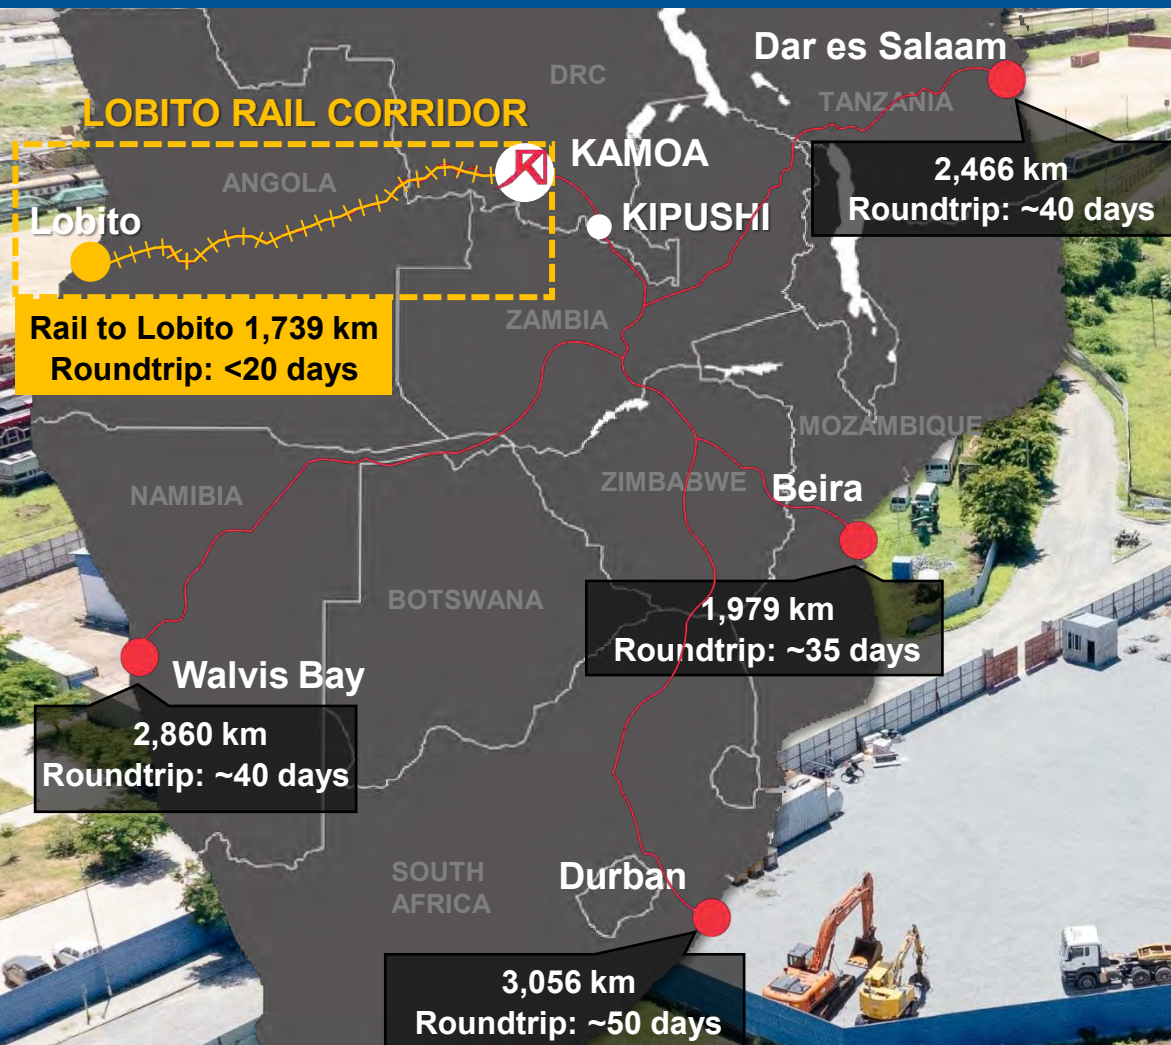 Dar es Salaam
DRC
TANZANIA
LOBITO RAIL CORRIDOR
KAMOA
2,466 km
Roundtrip: ~40 days
ANGOLA
Lobito
KIPUSHI
Rail to Lobito 1,739 km
Roundtrip: <20 days
ZAMBIA
MOZAMBIQUE
NAMIBIA
ZIMBABWE
Beira
BOTSWANA
1,979 km
Roundtrip: ~35 days
Walvis Bay
2,860 km
Roundtrip: ~40 days
SOUTH
AFRICA
Durban
3,056 km
Roundtrip: ~50 days